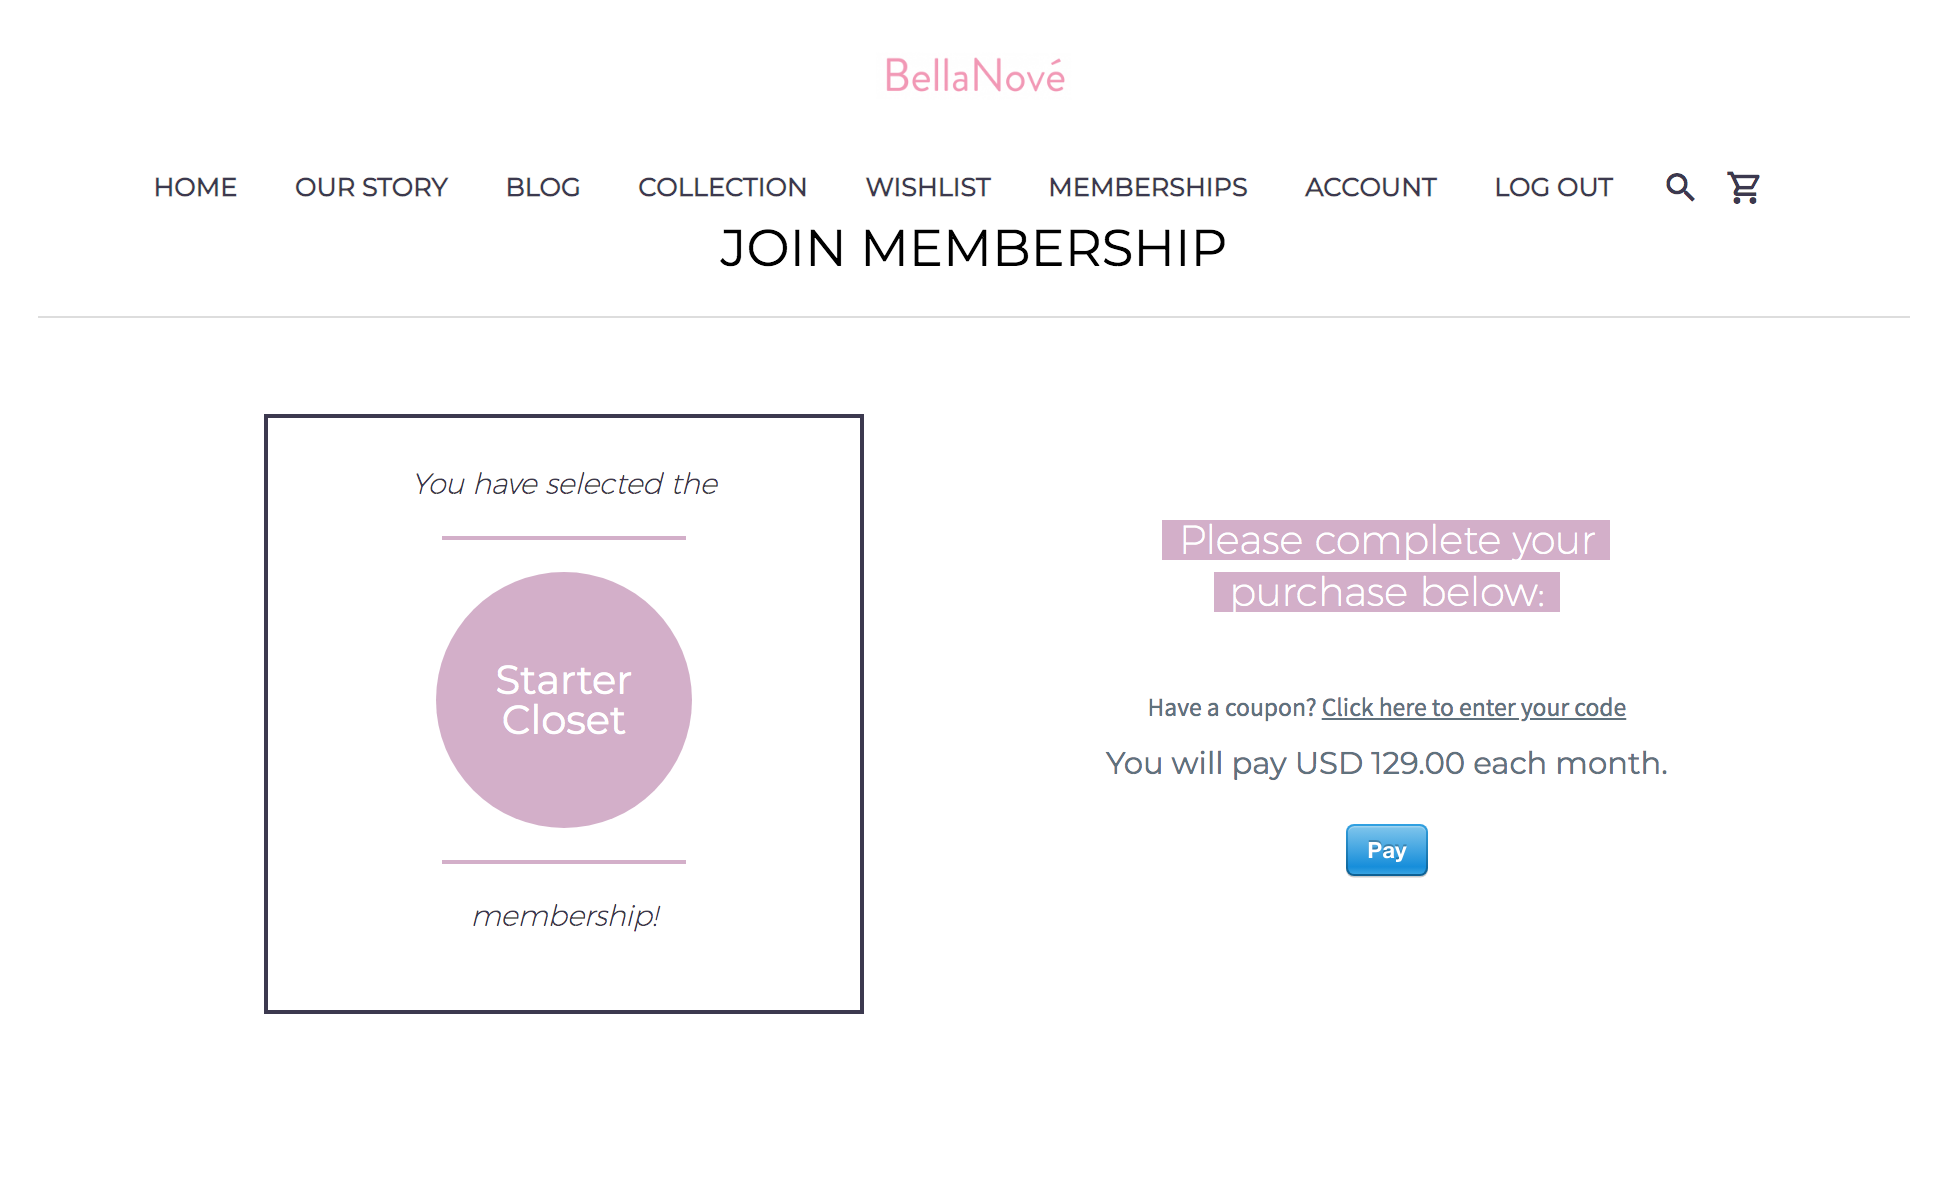 BellaNové
HOME OUR STORY BLOG COLLECTION WISHLIST MEMBERSHIPS ACCOUNT LOG OUT
JOIN MEMBERSHIP
You have selected the
Starter
Closet
membership!
Please complete your
purchase below:
Have a coupon? Click here to enter your code
You will pay USD 129.00 each month.
Pay